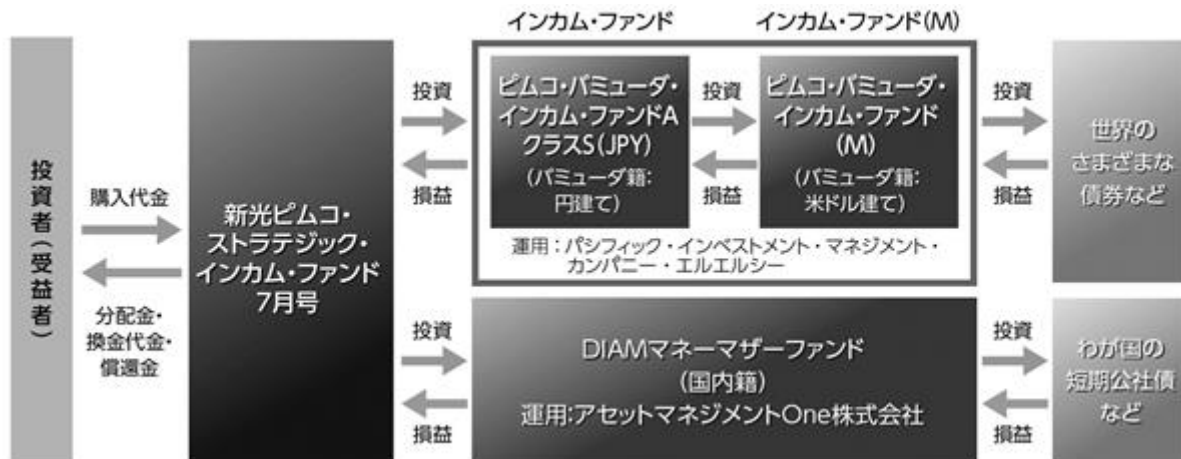 インカム・ファンド
インカム・ファンド(M)
投資者(受益者)
購入代金
分配金・
換金代金・
償還金
新光ピムコ・
ストラテジック・
インカム・ファンド
7月号
投資
損益
ピムコ・バミューダ・
インカム・ファンドA
クラスS(JPY)
(バミューダ籍:
円建て)
投資
損益
ピムコ・バミューダ・
インカム・ファンド
(M)
(バミューダ籍:
米ドル建て)
運用:パシフィック・インベストメント・マネジメント・
カンパニー・エルエルシー
投資
損益
世界の
さまざまな
債券など
投資
損益
DIAMマネーマザーファンド
(国内籍)
運用:アセットマネジメントOne株式会社
投資
損益
わが国の
短期公社債
など